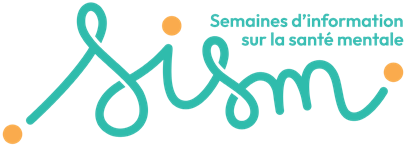 Semaines d'information
sur la santé mentale
sism